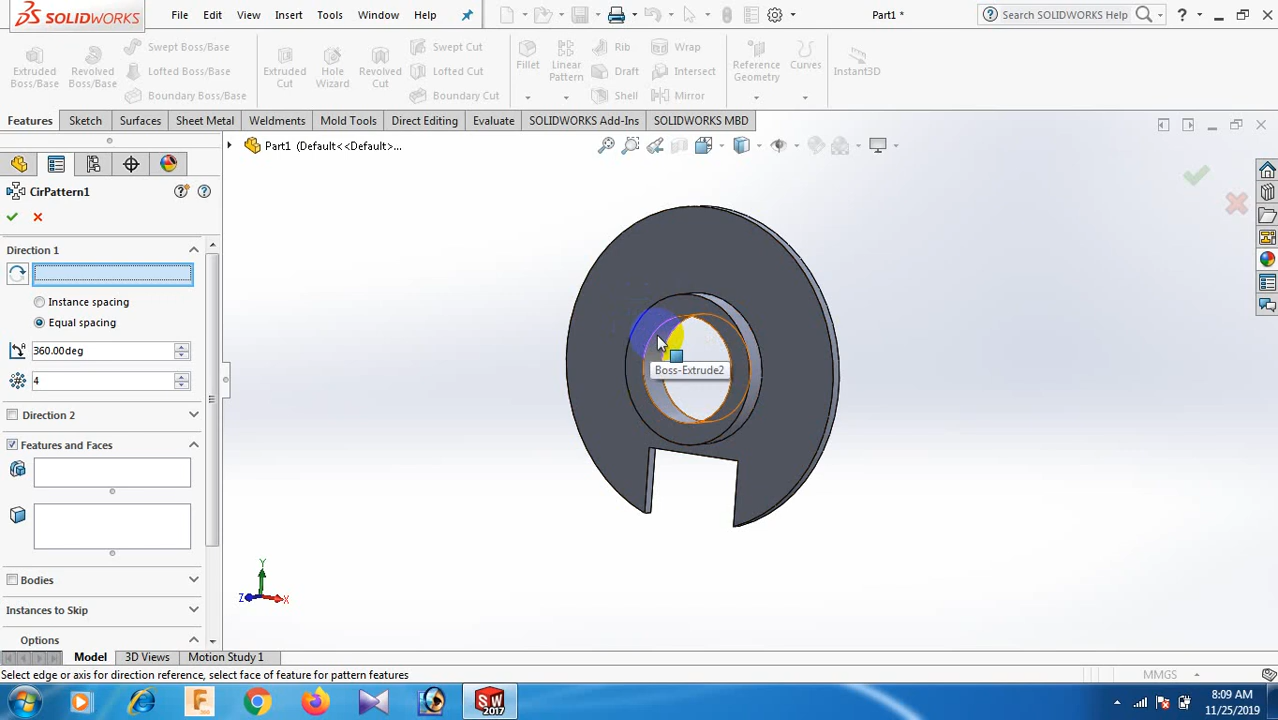 SOLIDWORKS
File Edit View Insert Tools Window Help
Part1 *
Search SOLIDWORKS Help
?
Extruded Boss/Base
Revolved Boss/Base
Swept Boss/Base
Lofted Boss/Base
Boundary Boss/Base
Extruded Cut
Hole Wizard
Revolved Cut
Swept Cut
Lofted Cut
Boundary Cut
Fillet
Linear Pattern
Rib
Draft
Shell
Wrap
Intersect
Mirror
Reference Geometry
Curves
Instant3D
Features Sketch Surfaces Sheet Metal Weldments Mold Tools Direct Editing Evaluate SOLIDWORKS Add-Ins SOLIDWORKS MBD
Part1 (Default<<Default>...
CirPattern1
Direction 1
Instance spacing
Equal spacing
360.00deg
4
Direction 2
Features and Faces
Bodies
Instances to Skip
Options
Boss-Extrude2
Y
Z X
Model 3D Views Motion Study 1
Select edge or axis for direction reference, select face of feature for pattern features
MMGS
8:09 AM
11/25/2019